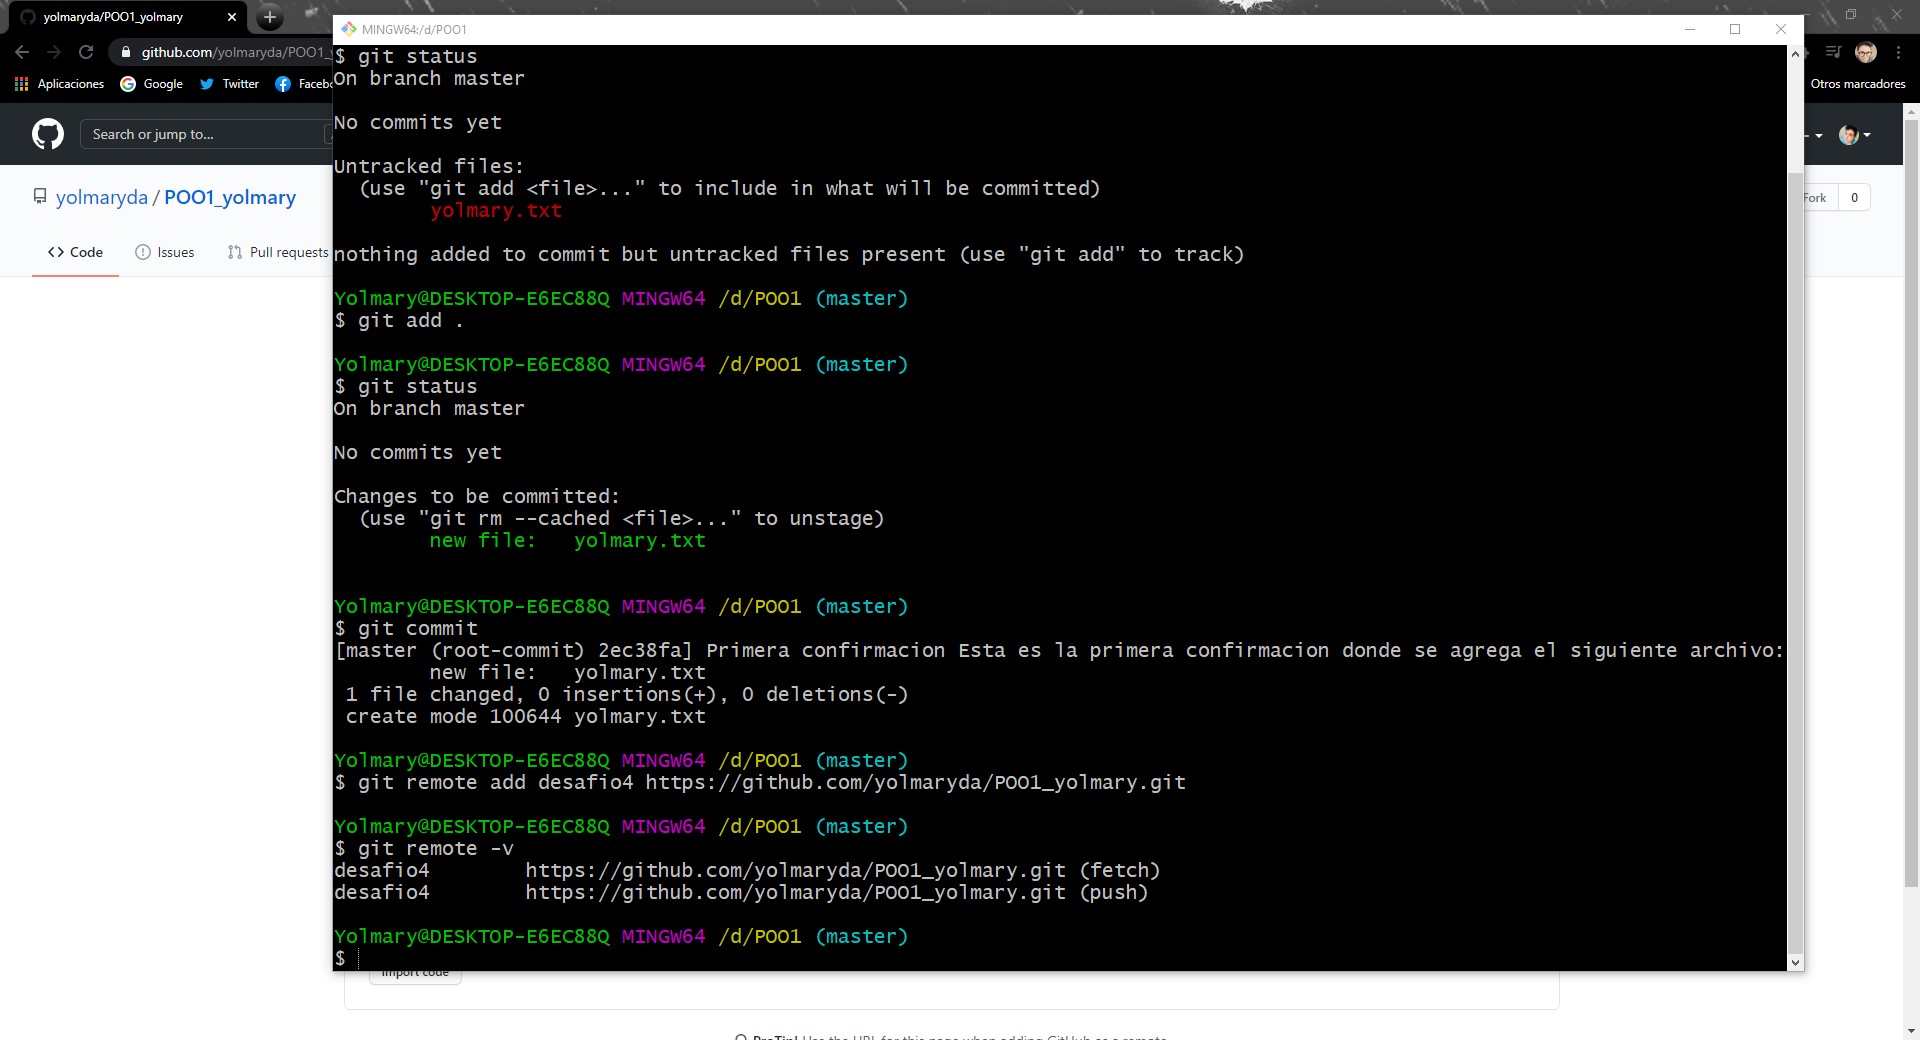 yolmaryda/POO1_yolmary
github.com/yolmaryda/POO1_
Aplicaciones
Google
Twitter
Otros marcadores
Search or jump to...
yolmaryda / POO1_yolmary
Fork
0
Code
Issues
Pull requests
MINGW64:/d/POO1
$ git status
On branch master
No commits yet
Untracked files:
(use "git add <file>..." to include in what will be committed)
yolmary.txt
nothing added to commit but untracked files present (use "git add" to track)
Yolmary@DESKTOP-E6EC88Q MINGW64 /d/POO1 (master)
$ git add .
Yolmary@DESKTOP-E6EC88Q MINGW64 /d/POO1 (master)
$ git status
On branch master
No commits yet
Changes to be committed:
(use "git rm --cached <file>..." to unstage)
new file:   yolmary.txt
Yolmary@DESKTOP-E6EC88Q MINGW64 /d/POO1 (master)
$ git commit
[master (root-commit) 2ec38fa] Primera confirmacion Esta es la primera confirmacion donde se agrega el siguiente archivo:
new file:   yolmary.txt
1 file changed, 0 insertions(+), 0 deletions(-)
create mode 100644 yolmary.txt
Yolmary@DESKTOP-E6EC88Q MINGW64 /d/POO1 (master)
$ git remote add desafio4 https://github.com/yolmaryda/POO1_yolmary.git
Yolmary@DESKTOP-E6EC88Q MINGW64 /d/POO1 (master)
$ git remote -v
desafio4        https://github.com/yolmaryda/POO1_yolmary.git (fetch)
desafio4        https://github.com/yolmaryda/POO1_yolmary.git (push)
Yolmary@DESKTOP-E6EC88Q MINGW64 /d/POO1 (master)
$
Import code
ProTip! Use the URL for this page when adding GitHub as a remote.